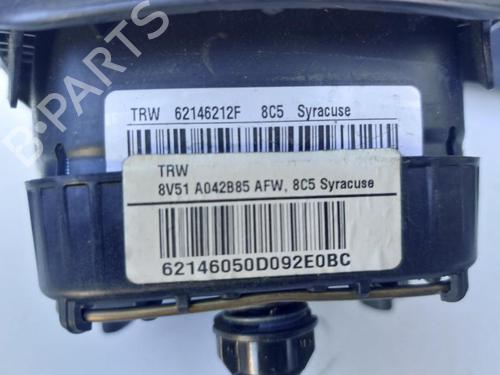 B-PARTS
TRW 62146212F 8C5 Syracuse
TRW
8V51 A042B85 AFW, 8C5 Syracuse
62146050D092E0BC